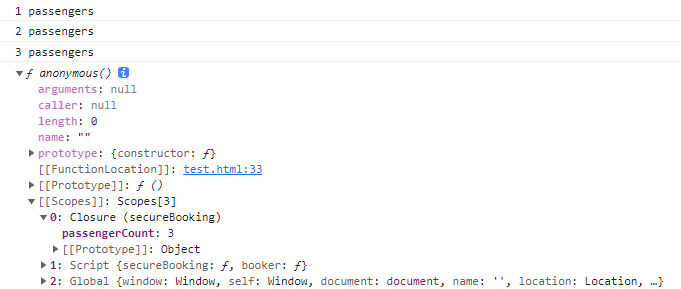 1 passengers
2 passengers
3 passengers
ƒ anonymous() i
arguments: null
caller: null
length: 0
name: ""
prototype: {constructor: ƒ}
[[FunctionLocation]]: test.html:33
[[Prototype]]: ƒ ()
[[Scopes]]: Scopes[3]
0: Closure (secureBooking)
passengerCount: 3
[[Prototype]]: Object
1: Script {secureBooking: ƒ, booker: ƒ}
2: Global {window: Window, self: Window, document: document, name: '', location: Location, …}